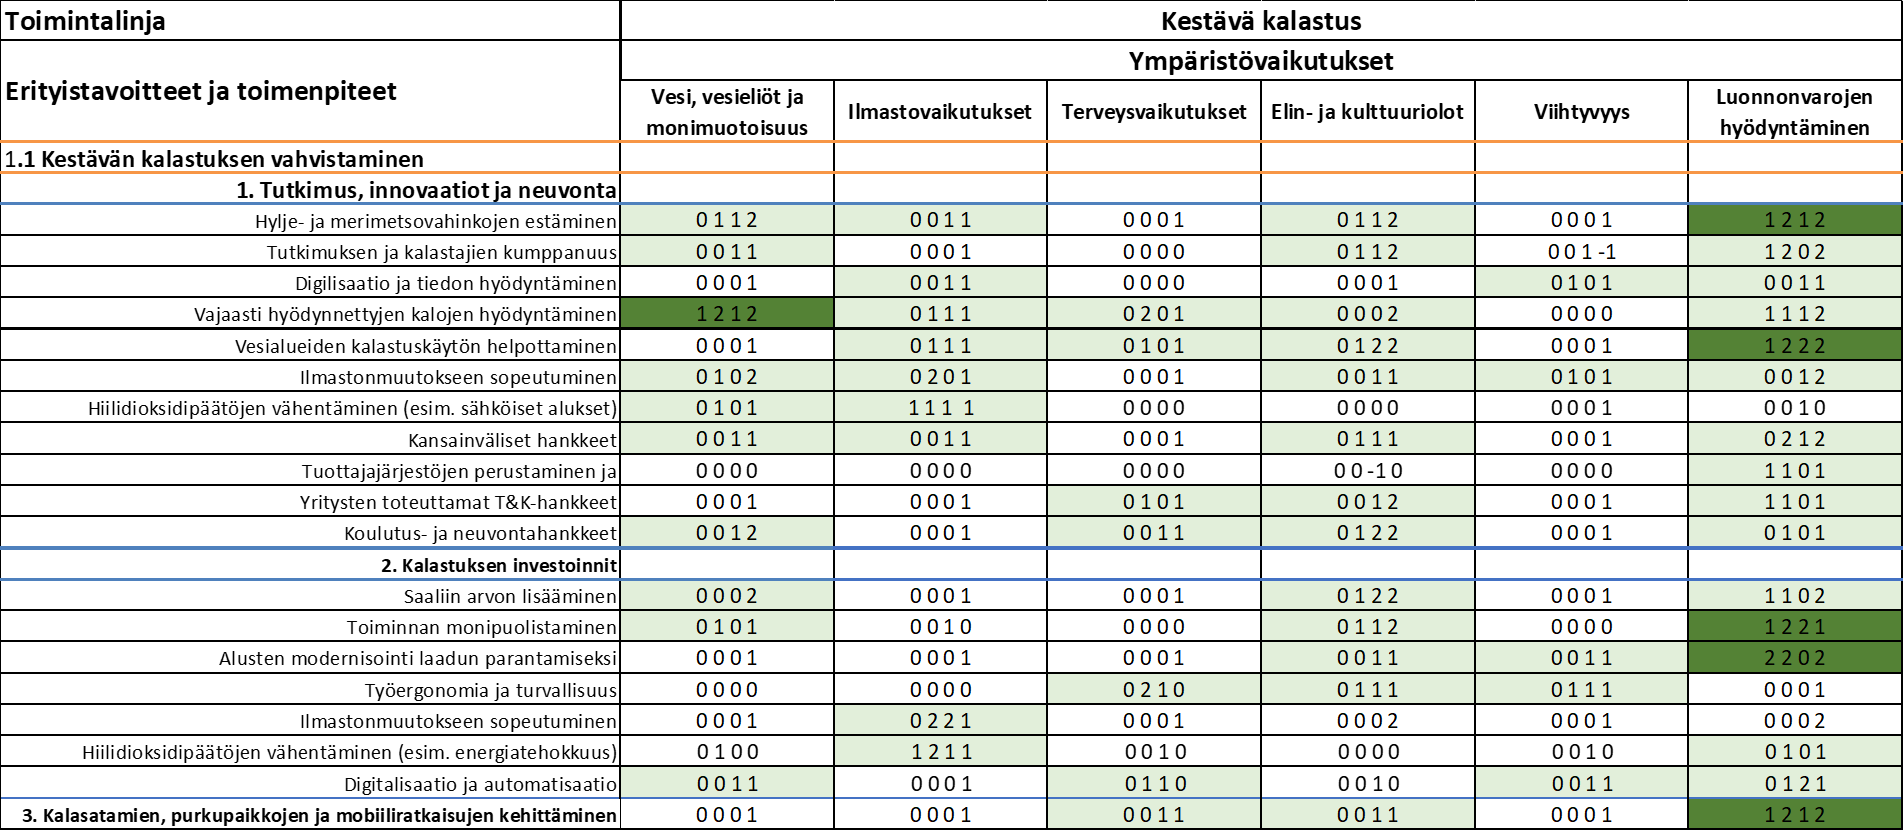 Toimintalinja Kestävä kalastus
Erityistavoitteet ja toimenpiteet Ympäristövaikutukset
Vesi, vesieliöt ja monimuotoisuus Ilmastovaikutukset Terveysvaikutukset Elin- ja kulttuuriolot Viihtyvyys Luonnonvarojen hyödyntäminen
1.1 Kestävän kalastuksen vahvistaminen
1. Tutkimus, innovaatiot ja neuvonta
Hylje- ja merimetsovahinkojen estäminen 0 1 1 2 0 0 1 1 0 0 0 1 0 1 1 2 0 0 0 1 1 2 1 2
Tutkimuksen ja kalastajien kumppanuus 0 0 1 1 0 0 0 1 0 0 0 0 0 1 1 2 0 0 1 -1 1 2 0 2
Digilisaatio ja tiedon hyödyntäminen 0 0 0 1 0 0 1 1 0 0 0 0 0 0 0 1 0 1 0 1 0 0 1 1
Vajaasti hyödynnettyjen kalojen hyödyntäminen 1 2 1 2 0 1 1 1 0 2 0 1 0 0 0 2 0 0 0 0 1 1 1 2
Vesialueiden kalastuskäytön helpottaminen 0 0 0 1 0 1 1 1 0 1 0 1 0 1 2 2 0 0 0 1 1 2 2 2
Ilmastonmuutokseen sopeutuminen 0 1 0 2 0 2 0 1 0 0 0 1 0 0 1 1 0 1 0 1 0 0 1 2
Hiilidioksidipäätöjen vähentäminen (esim. sähköiset alukset) 0 1 0 1 1 1 1 1 0 0 0 0 0 0 0 0 0 0 0 1 0 0 1 0
Kansainväliset hankkeet 0 0 1 1 0 0 1 1 0 0 0 1 0 1 1 1 0 0 0 1 0 2 1 2
Tuottajajärjestöjen perustaminen ja 0 0 0 0 0 0 0 0 0 0 0 0 0 0 -1 0 0 0 0 0 1 1 0 1
Yritysten toteuttamat T&K-hankkeet 0 0 0 1 0 0 0 1 0 1 0 1 0 0 1 2 0 0 0 1 1 1 0 1
Koulutus- ja neuvontahankkeet 0 0 1 2 0 0 0 1 0 0 1 1 0 1 2 2 0 0 0 1 0 1 0 1
2. Kalastuksen investoinnit
Saaliin arvon lisääminen 0 0 0 2 0 0 0 1 0 0 0 1 0 1 2 2 0 0 0 1 1 1 0 2
Toiminnan monipuolistaminen 0 1 0 1 0 0 1 0 0 0 0 0 0 1 1 2 0 0 0 0 1 2 2 1
Alusten modernisointi laadun parantamiseksi 0 0 0 1 0 0 0 1 0 0 0 1 0 0 1 1 0 0 1 1 2 2 0 2
Työergonomia ja turvallisuus 0 0 0 0 0 0 0 0 0 2 1 0 0 1 1 1 0 1 1 1 0 0 0 1
Ilmastonmuutokseen sopeutuminen 0 0 0 1 0 2 2 1 0 0 0 1 0 0 0 2 0 0 0 1 0 0 0 2
Hiilidioksidipäätöjen vähentäminen (esim. energiatehokkuus) 0 1 0 0 1 2 1 1 0 0 1 0 0 0 0 0 0 0 1 0 0 1 0 1
Digitalisaatio ja automatisaatio 0 0 1 1 0 0 0 1 0 1 1 0 0 0 1 0 0 0 1 1 0 1 2 1
3. Kalasatamien, purkupaikkojen ja mobiiliratkaisujen kehittäminen 0 0 0 1 0 0 0 1 0 0 1 1 0 0 1 1 0 0 0 1 1 2 1 2